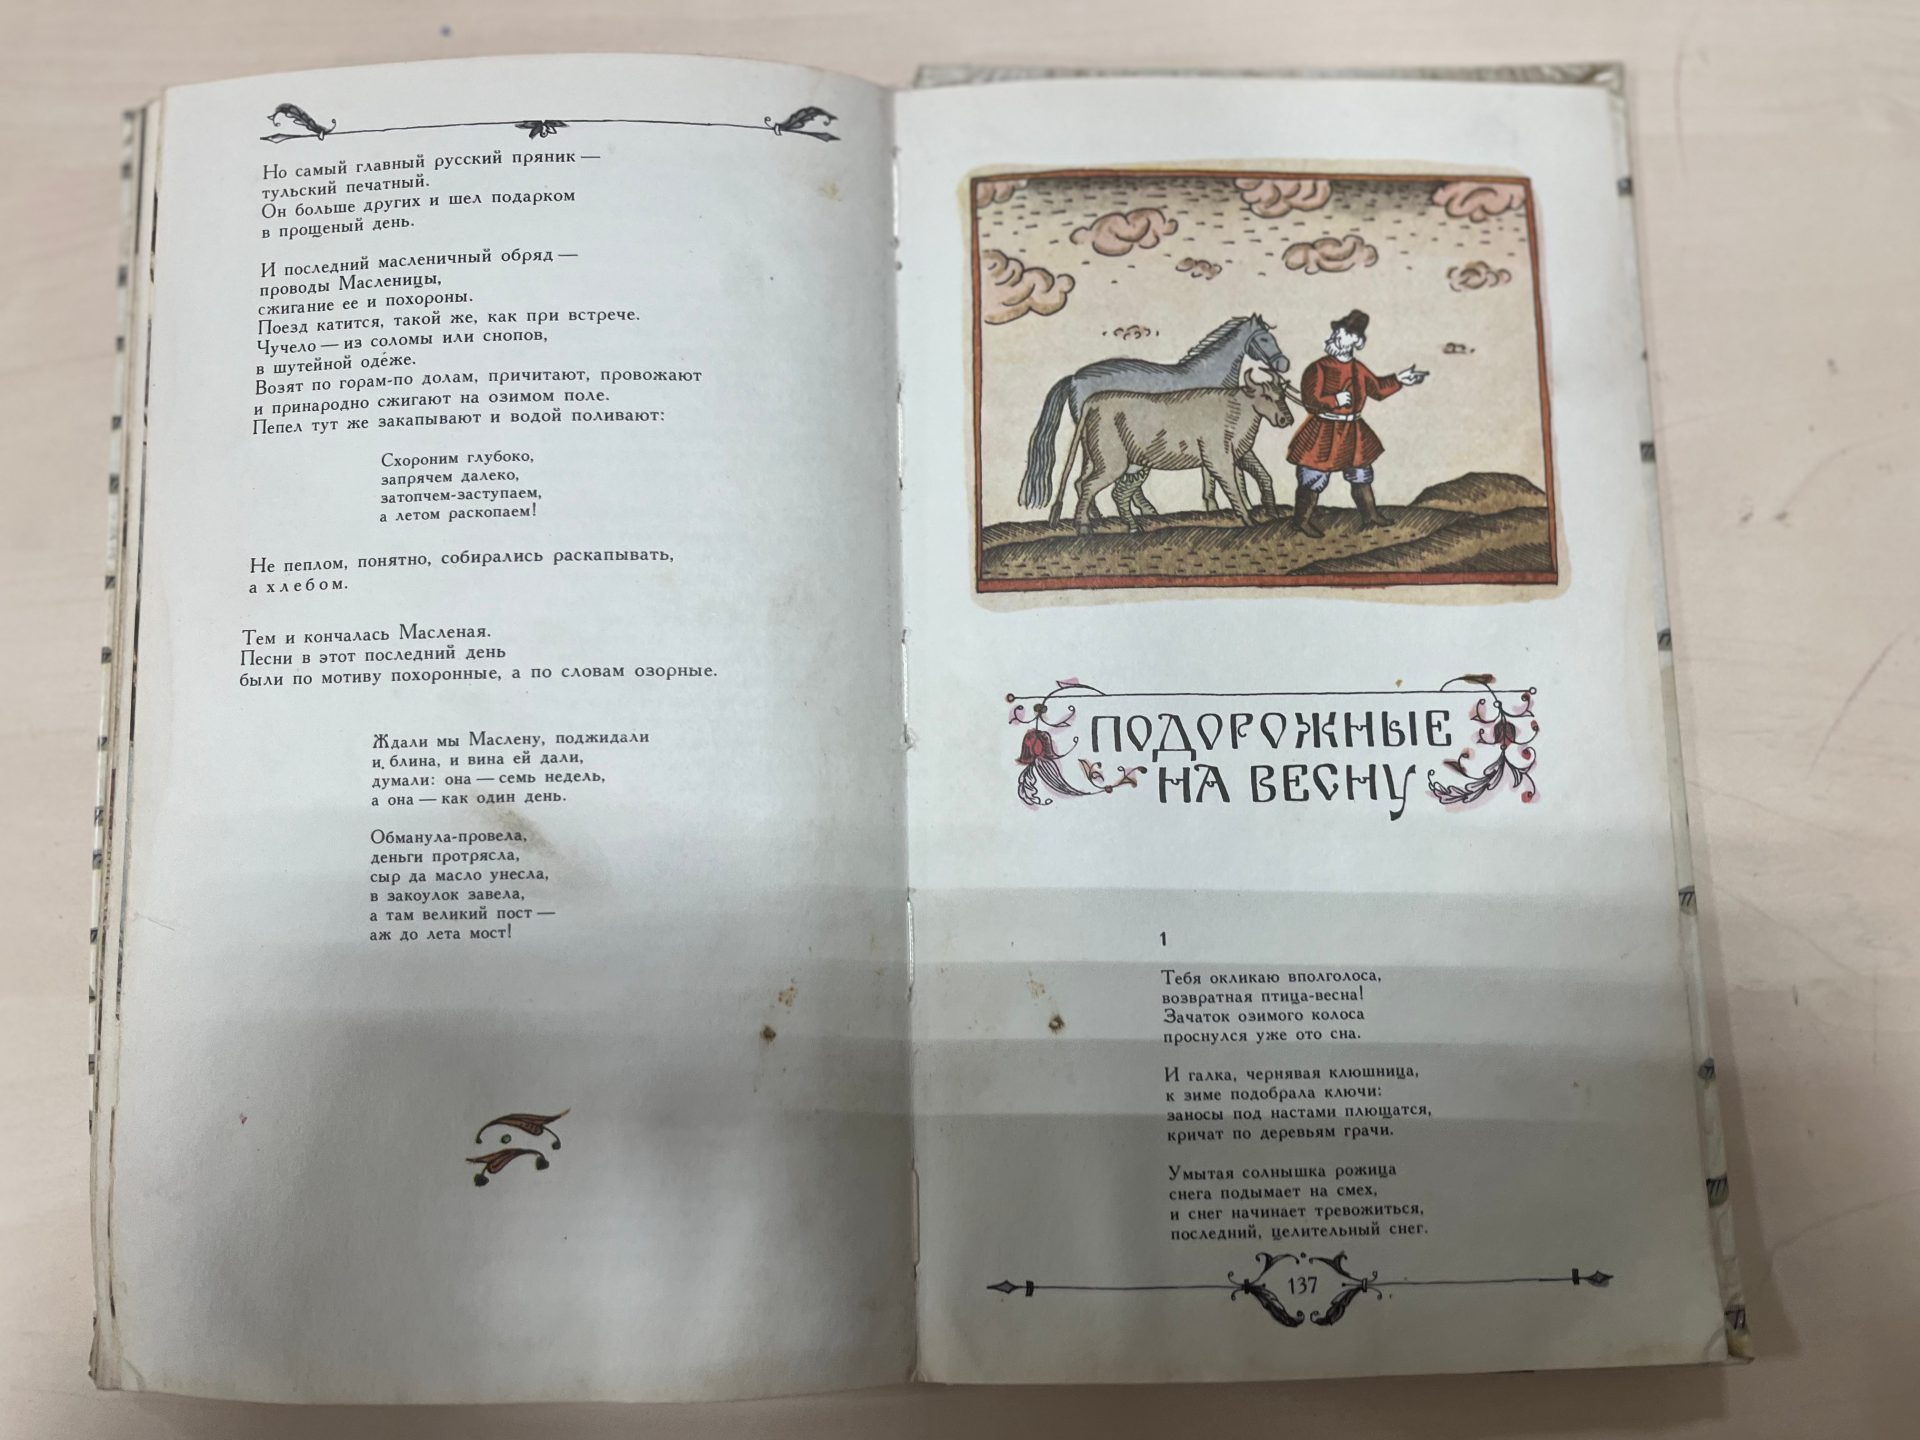 Но самый главный русский пряник —
тульский печатный.
Он больше других и шел подарком
в прощеный день.
И последний масленичный обряд —
проводы Масленицы,
сжигание ее и похороны.
Поезд катится, такой же, как при встрече.
Чучело — из соломы или снопов,
в шутейной оде́же.
Возят по горам-по долам, причитают, провожают
и принародно сжигают на озимом поле.
Пепел тут же закапывают и водой поливают:
Схороним глубоко,
запрячем далеко,
затопчем-заступаем,
а летом раскопаем!
Не пеплом, понятно, собирались раскапывать,
а хлебом.
Тем и кончалась Масленая.
Песни в этот последний день
были по мотиву похоронные, а по словам озорные.
Ждали мы Маслену, поджидали
и блина, и вина ей дали,
думали: она — семь недель,
а она — как один день.
Обманула-провела,
деньги протрясла,
сыр да масло унесла,
в закоулок завела,
а там великий пост —
аж до лета мост!
ПОДОРОЖНЫЕ
НА ВЕСНУ
1
Тебя окликаю вполголоса,
возвратная птица-весна!
Зачаток озимого колоса
проснулся уже ото сна.
И галка, чернявая клюшница,
к зиме подобрала ключи:
заносы под настами плющатся,
кричат по деревьям грачи.
Умытая солнышка рожица
снега подымает на смех,
и снег начинает тревожиться,
последний, целительный снег.
137